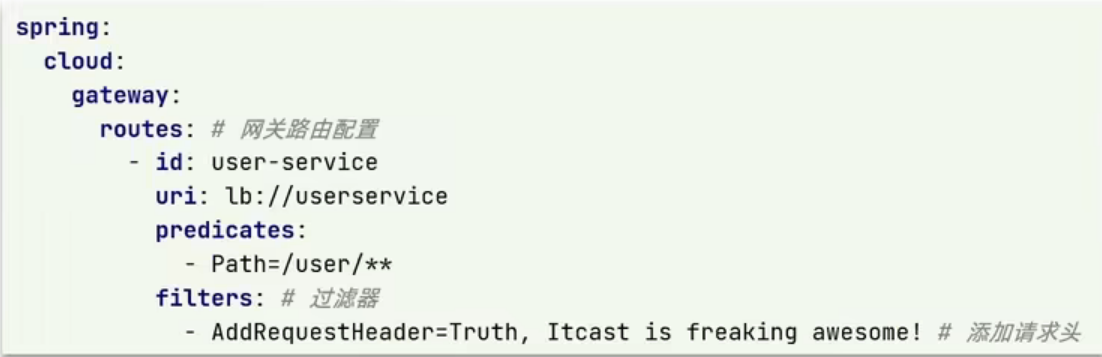 spring:
  cloud:
    gateway:
      routes: # 网关路由配置
        - id: user-service
          uri: lb://userservice
          predicates:
            - Path=/user/**
          filters: # 过滤器
            - AddRequestHeader=Truth, Itcast is freaking awesome! # 添加请求头